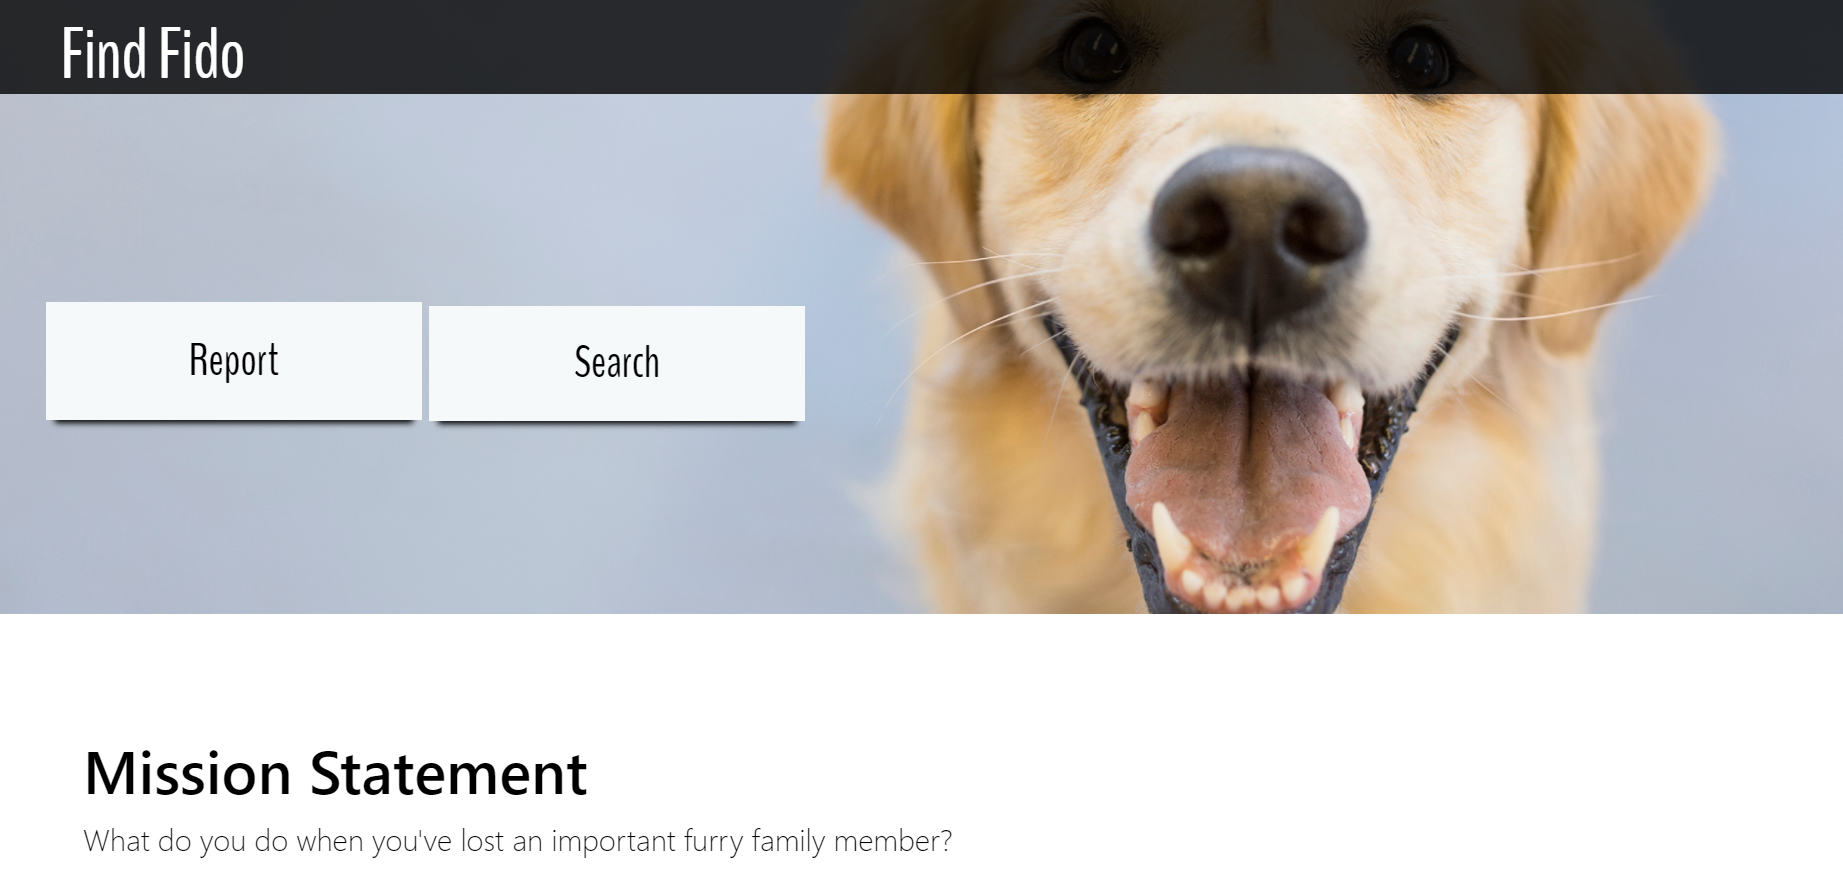 Find Fido
Report
Search
Mission Statement
What do you do when you've lost an important furry family member?